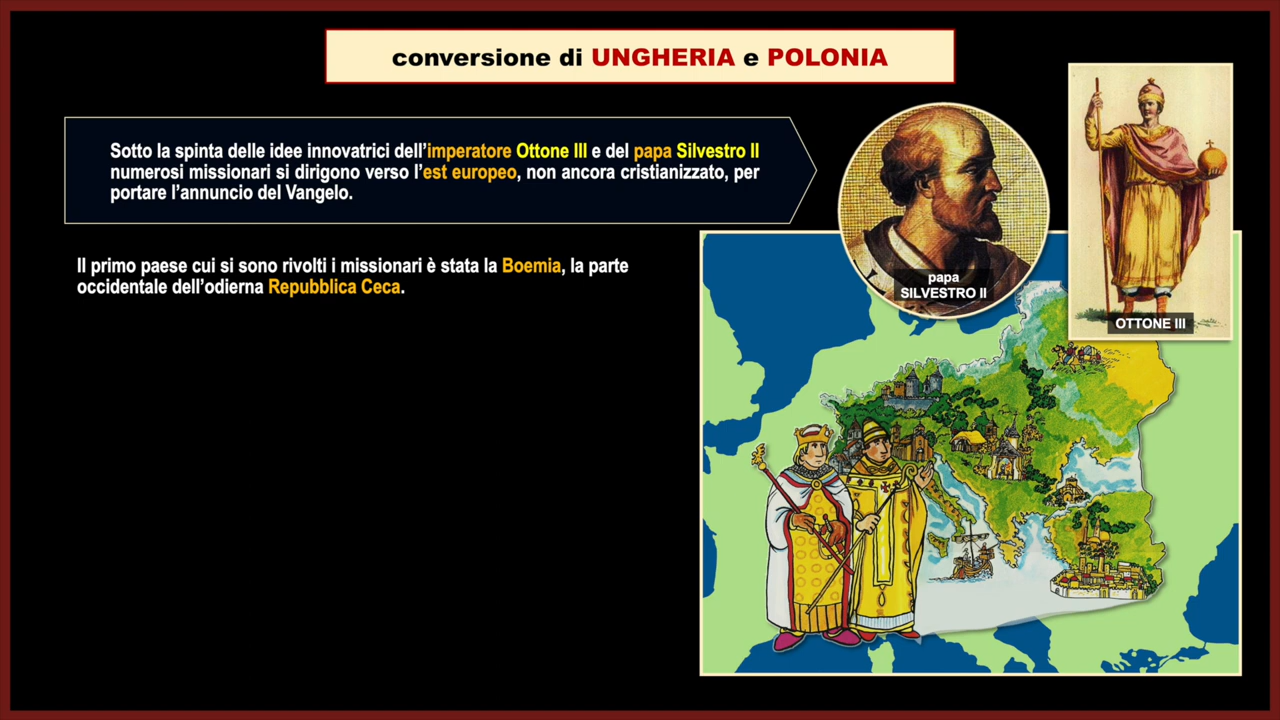 conversione di UNGHERIA e POLONIA
Sotto la spinta delle idee innovatrici dell’imperatore Ottone III e del papa Silvestro II
numerosi missionari si dirigono verso l’est europeo, non ancora cristianizzato, per
portare l’annuncio del Vangelo.
Il primo paese cui si sono rivolti i missionari è stata la Boemia, la parte
occidentale dell’odierna Repubblica Ceca.
papa
SILVESTRO II
OTTONE III